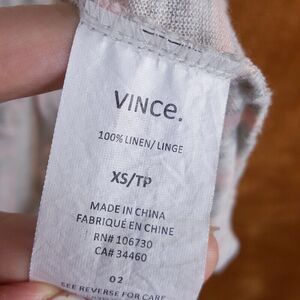 VINCe.
100% LINEN/LINGE
XS/TP
MADE IN CHINA
FABRIQUÉ EN CHINE
RN# 106730
CA# 34460
02
SEE REVERSE FOR CARE